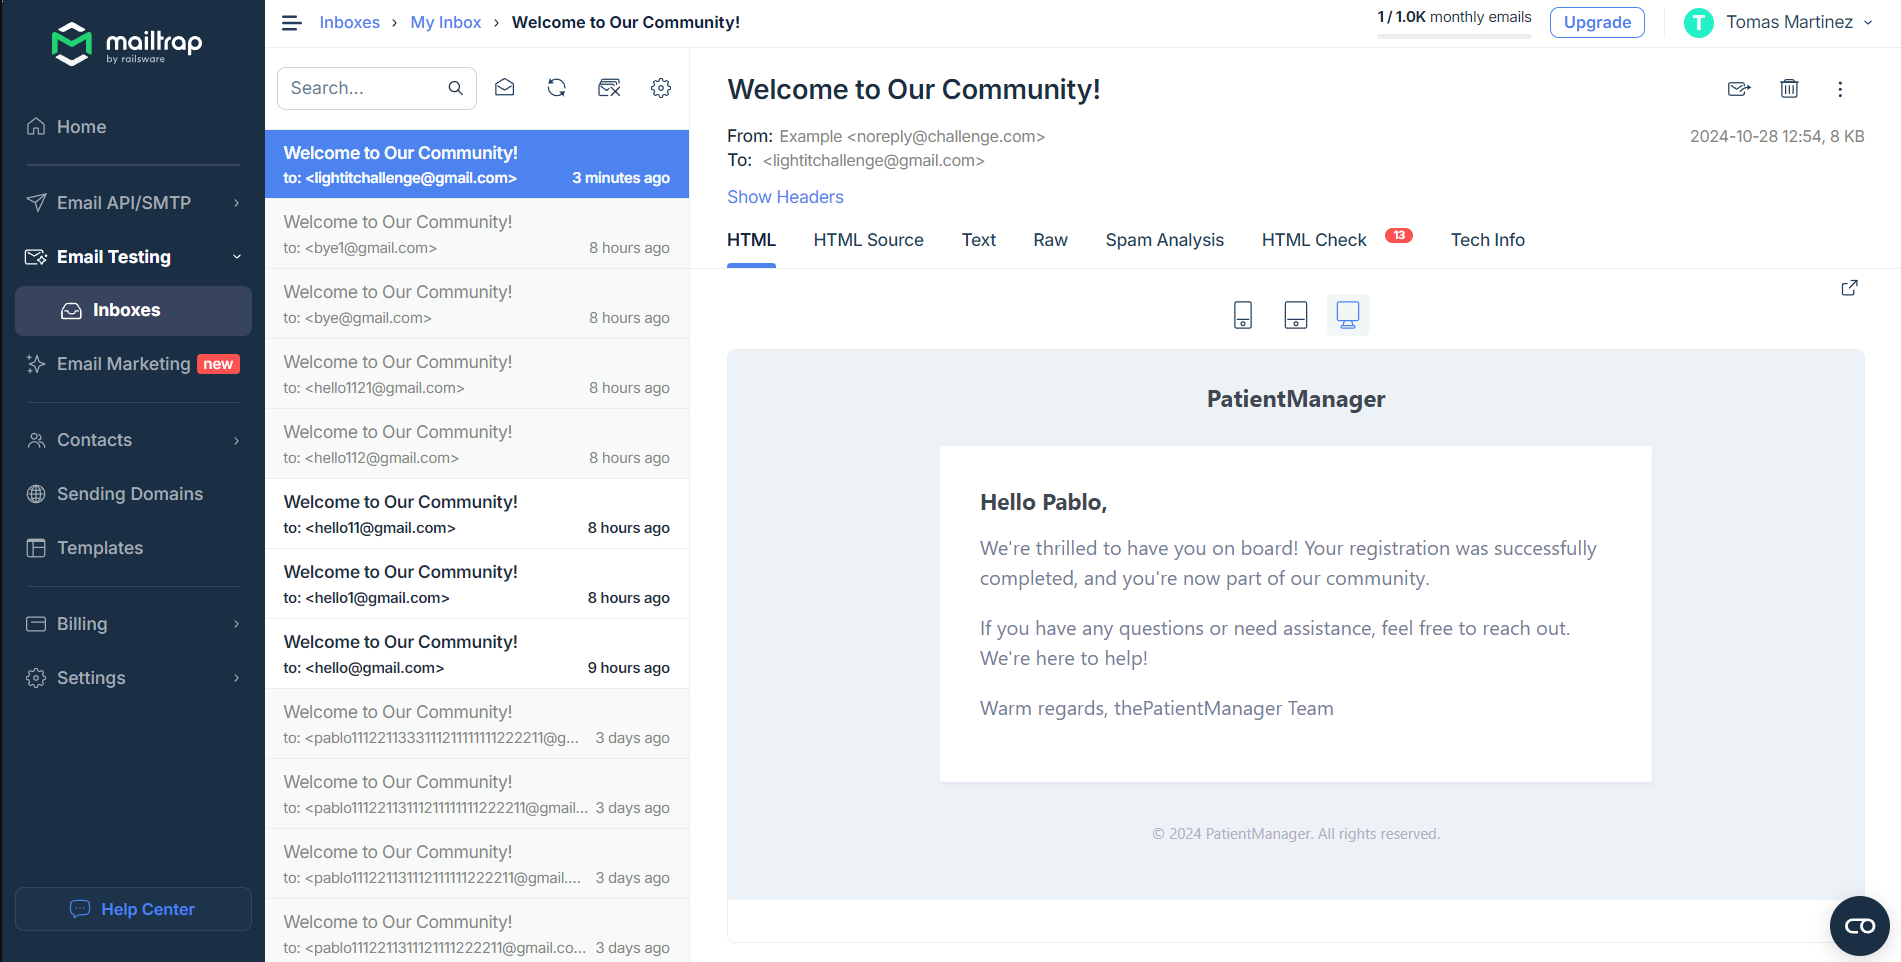 mailtrap
by railsware
Home
Email API/SMTP
Email Testing
Inboxes
Email Marketing new
Contacts
Sending Domains
Templates
Billing
Settings
Help Center
Inboxes › My Inbox › Welcome to Our Community!
1 / 1.0K monthly emails
Upgrade
T Tomas Martinez
Search...
Welcome to Our Community!
to: <lightitchallenge@gmail.com> 3 minutes ago
Welcome to Our Community!
to: <bye1@gmail.com> 8 hours ago
Welcome to Our Community!
to: <bye@gmail.com> 8 hours ago
Welcome to Our Community!
to: <hello1121@gmail.com> 8 hours ago
Welcome to Our Community!
to: <hello112@gmail.com> 8 hours ago
Welcome to Our Community!
to: <hello11@gmail.com> 8 hours ago
Welcome to Our Community!
to: <hello1@gmail.com> 8 hours ago
Welcome to Our Community!
to: <hello@gmail.com> 9 hours ago
Welcome to Our Community!
to: 3 days ago
Welcome to Our Community!
to: 3 days ago
Welcome to Our Community!
to: 3 days ago
Welcome to Our Community!
to: 3 days ago
Welcome to Our Community!
From: Example <noreply@challenge.com>
2024-10-28 12:54, 8 KB
To: <lightitchallenge@gmail.com>
Show Headers
HTML HTML Source Text Raw Spam Analysis HTML Check 13 Tech Info
PatientManager
Hello Pablo,
We're thrilled to have you on board! Your registration was successfully
completed, and you're now part of our community.
If you have any questions or need assistance, feel free to reach out.
We're here to help!
Warm regards, thePatientManager Team
© 2024 PatientManager. All rights reserved.